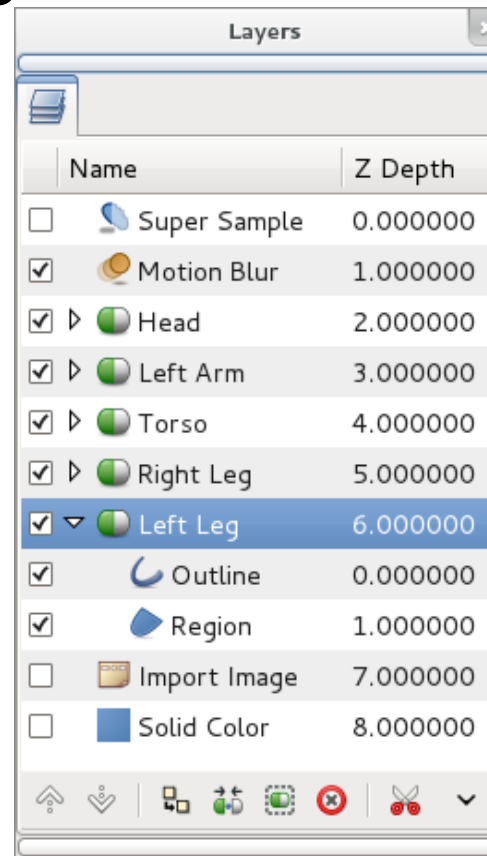 Layers
Name Z Depth
Super Sample 0.000000
Motion Blur 1.000000
Head 2.000000
Left Arm 3.000000
Torso 4.000000
Right Leg 5.000000
Left Leg 6.000000
Outline 0.000000
Region 1.000000
Import Image 7.000000
Solid Color 8.000000